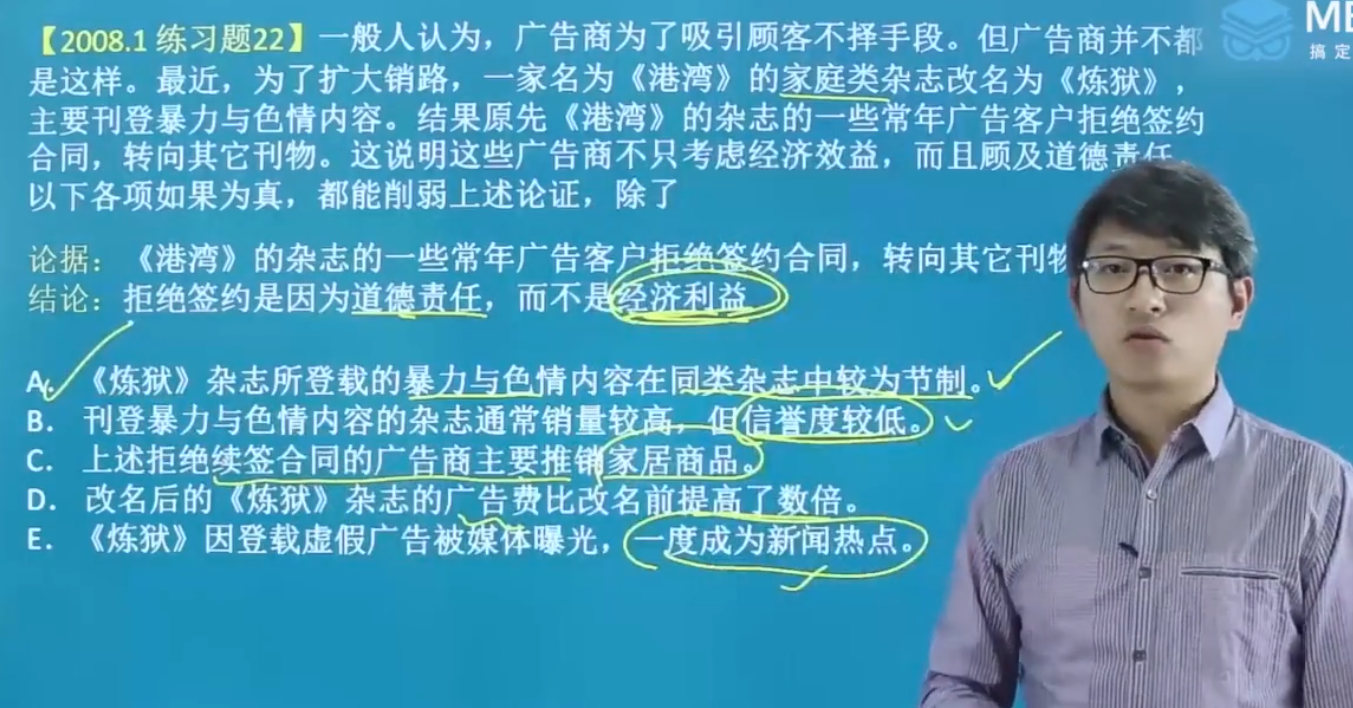 【2008.1 练习题22】一般人认为，广告商为了吸引顾客不择手段。但广告商并不都
是这样。最近，为了扩大销路，一家名为《港湾》的家庭类杂志改名为《炼狱》，
主要刊登暴力与色情内容。结果原先《港湾》的杂志的一些常年广告客户拒绝签约
合同，转向其它刊物。这说明这些广告商不只考虑经济效益，而且顾及道德责任
以下各项如果为真，都能削弱上述论证，除了
论据：《港湾》的杂志的一些常年广告客户拒绝签约合同，转向其它刊物
结论：拒绝签约是因为道德责任，而不是经济利益
A. 《炼狱》杂志所登载的暴力与色情内容在同类杂志中较为节制。
B. 刊登暴力与色情内容的杂志通常销量较高，但信誉度较低。
C. 上述拒绝续签合同的广告商主要推销家居商品。
D. 改名后的《炼狱》杂志的广告费比改名前提高了数倍。
E. 《炼狱》因登载虚假广告被媒体曝光，一度成为新闻热点。
搞定